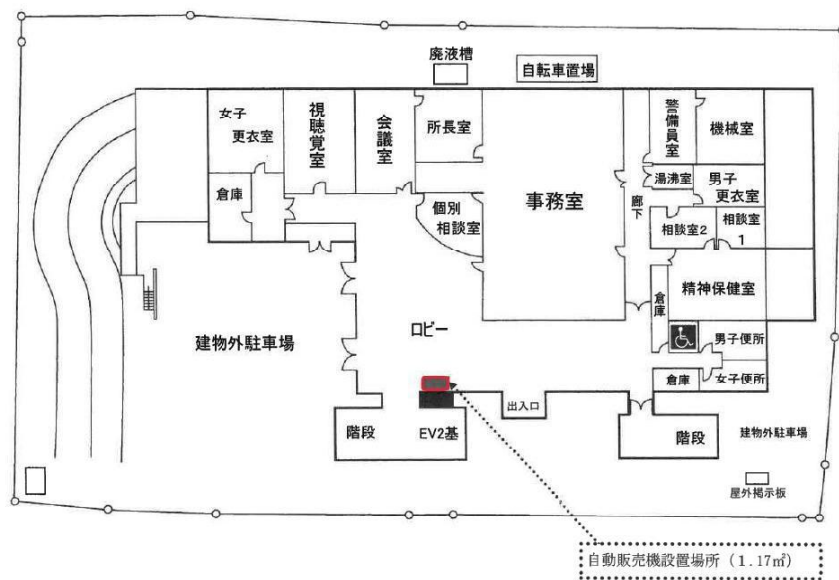 廃液槽
自転車置場
女子
更衣室
視聴覚室
会議室
所長室
警備員室
機械室
倉庫
個別
相談室
事務室
廊下
湯沸室
男子
更衣室
相談室2
相談室
1
建物外駐車場
ロビー
倉庫
精神保健室
男子便所
倉庫
女子便所
階段
EV2基
出入口
階段
建物外駐車場
屋外掲示板
自動販売機設置場所（1.17㎡）